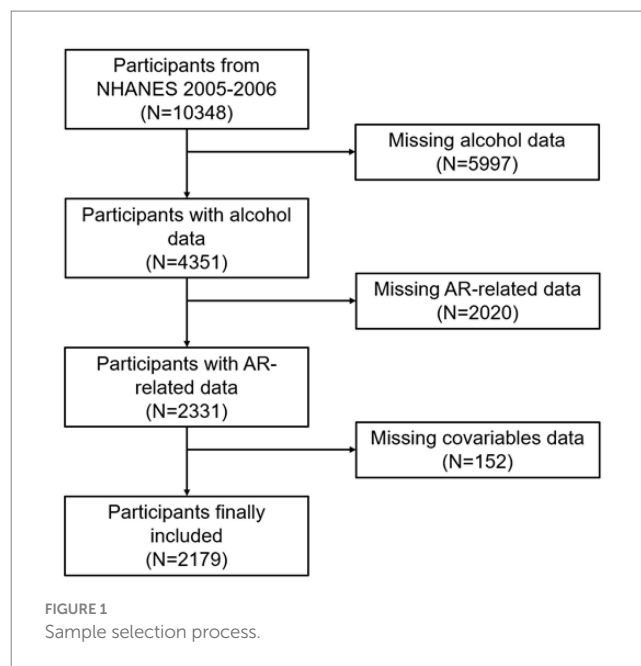 Participants from
NHANES 2005-2006
(N=10348)
Missing alcohol data
(N=5997)
Participants with alcohol
data
(N=4351)
Missing AR-related data
(N=2020)
Participants with AR-
related data
(N=2331)
Missing covariables data
(N=152)
Participants finally
included
(N=2179)
FIGURE 1
Sample selection process.